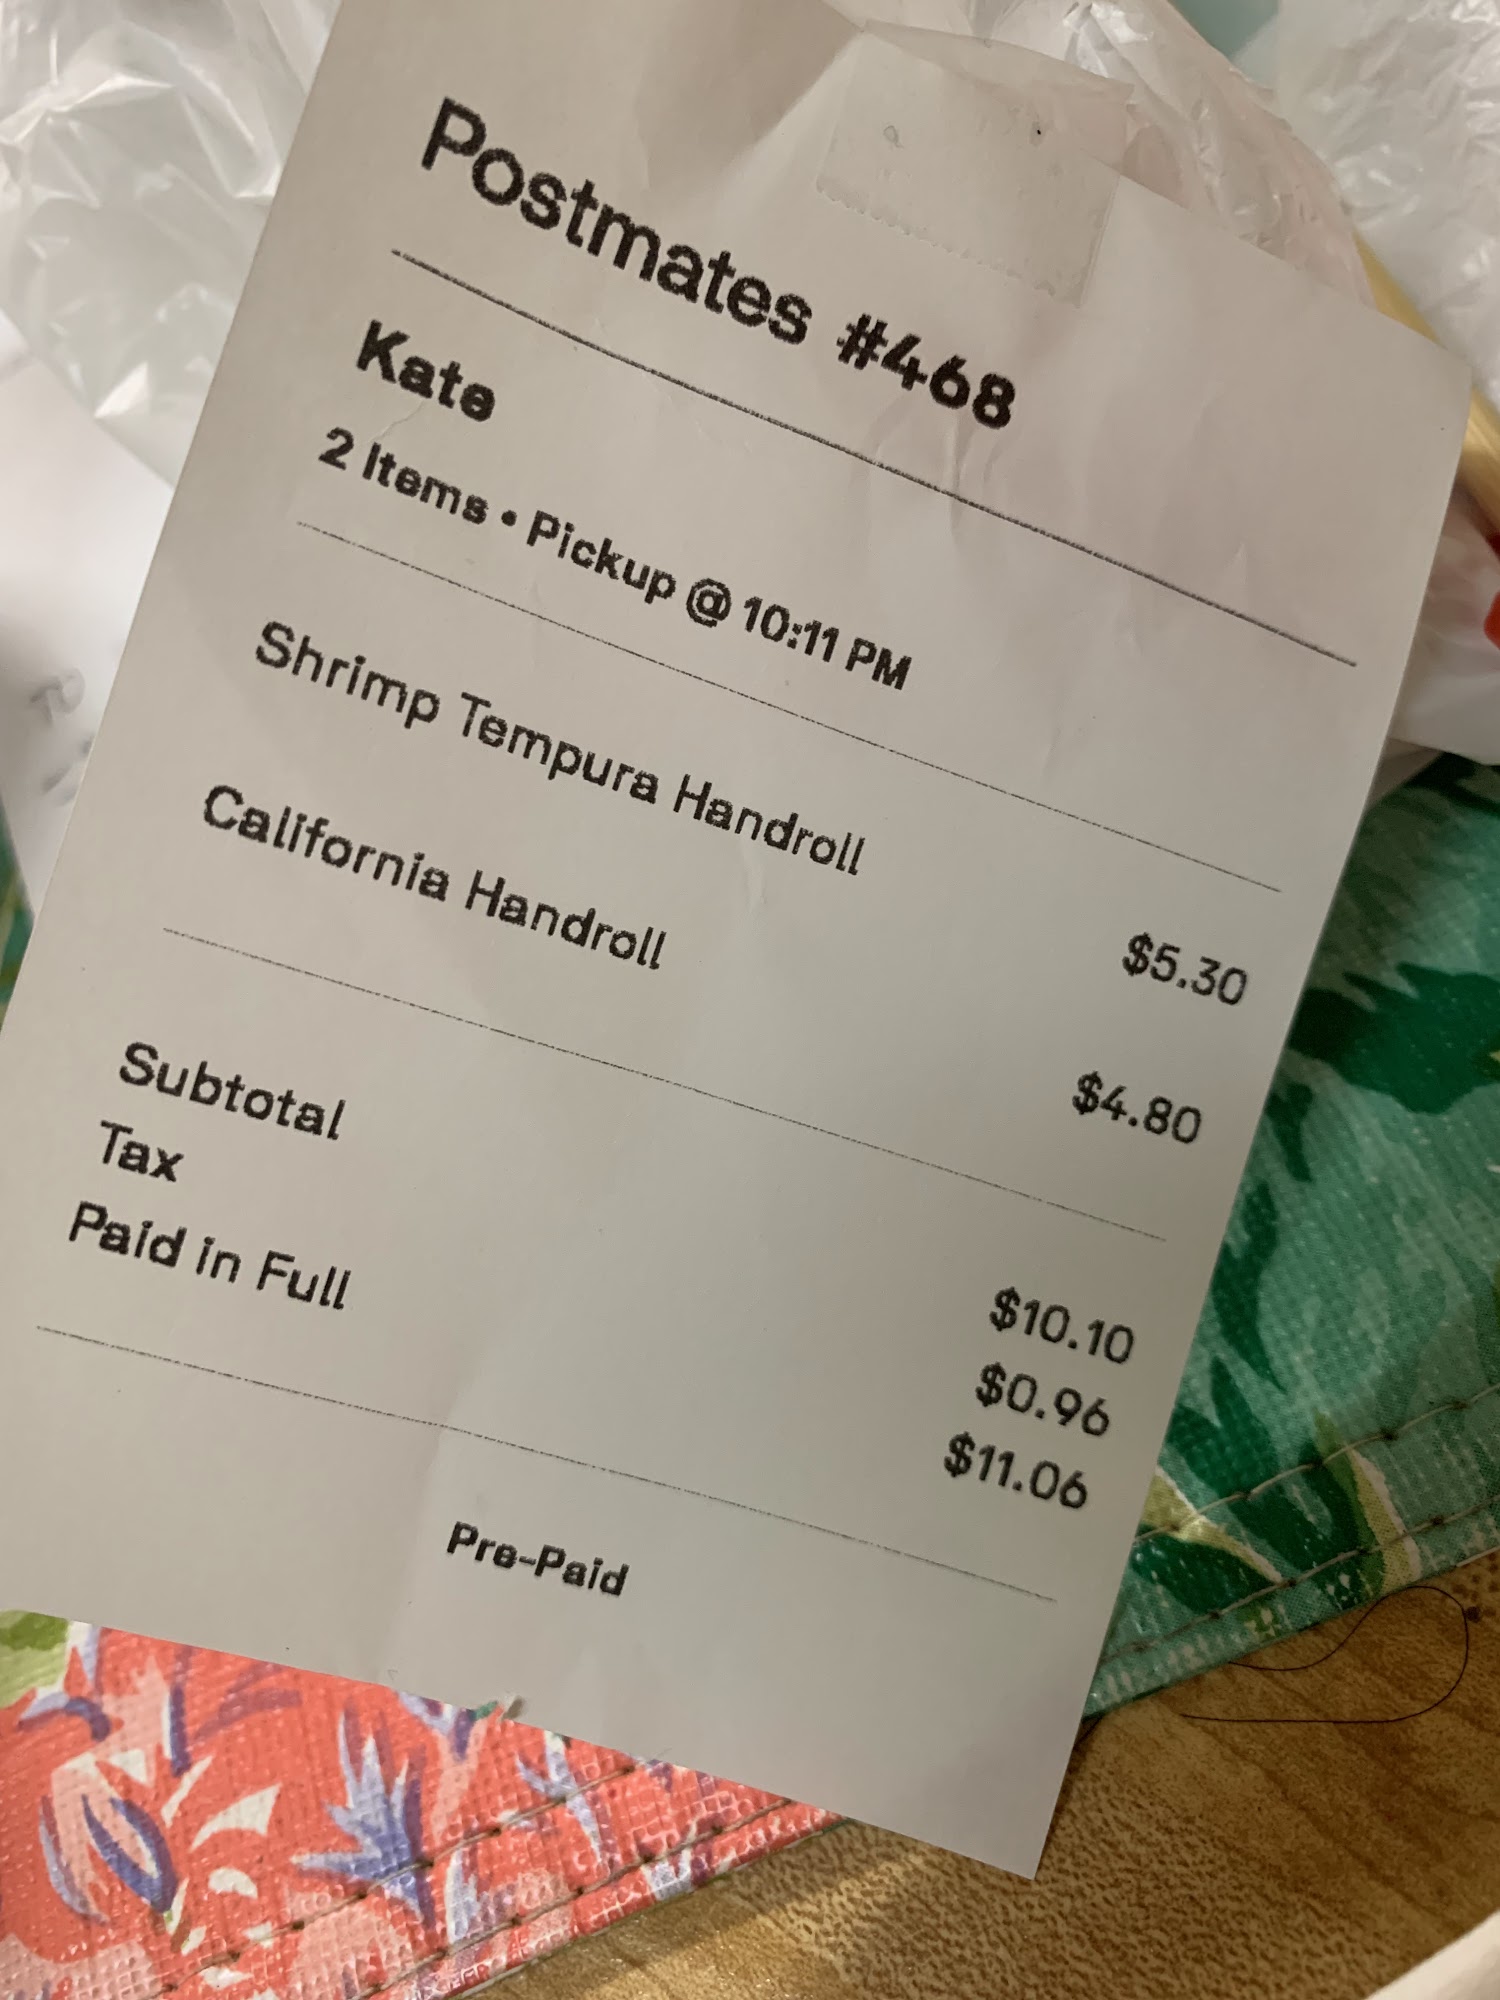 Postmates #468
Kate
2 Items • Pickup @ 10:11 PM
Shrimp Tempura Handroll $5.30
California Handroll $4.80
Subtotal $10.10
Tax $0.96
Paid in Full $11.06
Pre-Paid